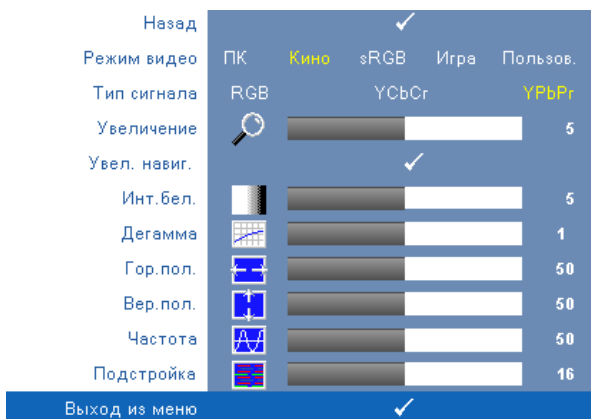 Назад
Режим видео ПК Кино sRGB Игра Пользов.
Тип сигнала RGB YCbCr YPbPr
Увеличение 5
Увел. навиг.
Инт.бел. 5
Дегамма 1
Гор.пол. 50
Вер.пол. 50
Частота 50
Подстройка 16
Выход из меню